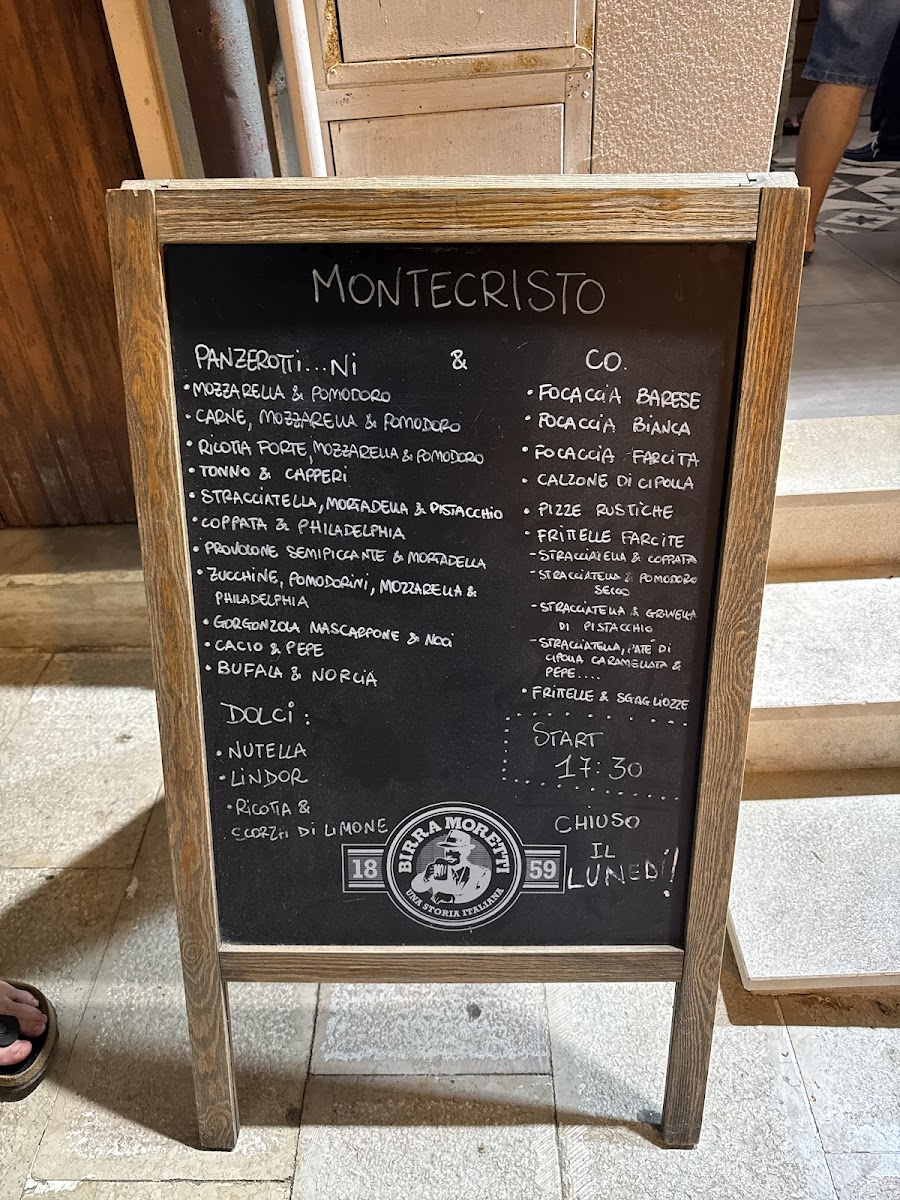 MONTECRISTO
PANZEROTTI...NI & CO.
• MOZZARELLA & POMODORO
• CARNE, MOZZARELLA & POMODORO
• RICOTTA FORTE, MOZZARELLA & POMODORO
• TONNO & CAPPERI
• STRACCIATELLA, MORTADELLA & PISTACCHIO
• COPPATA & PHILADELPHIA
• PROVOLONE SEMIPICCANTE & MORTADELLA
• ZUCCHINE, POMODORINI, MOZZARELLA &
PHILADELPHIA
• GORGONZOLA MASCARPONE & NOCI
• CACIO & PEPE
• BUFALA & NORCIA
DOLCI:
• NUTELLA
• LINDOR
• RICOTTA &
SCORZA DI LIMONE
• FOCACCIA BARESE
• FOCACCIA BIANCA
• FOCACCIA FARCITA
• CALZONE DI CIPOLLA
• PIZZE RUSTICHE
• FRITTELLE FARCITE
- STRACCIATELLA & COPPATA
- STRACCIATELLA & POMODORO
SECCO
- STRACCIATELLA & GRANELLA
DI PISTACCHIO
- STRACCIATELLA, PATÉ DI
CIPOLLA CARAMELLATA &
PEPE....
• FRITTELLE & SGAGLIOZZE
START
17:30
CHIUSO
IL
LUNEDÌ!
BIRRA MORETTI
18 59
UNA STORIA ITALIANA